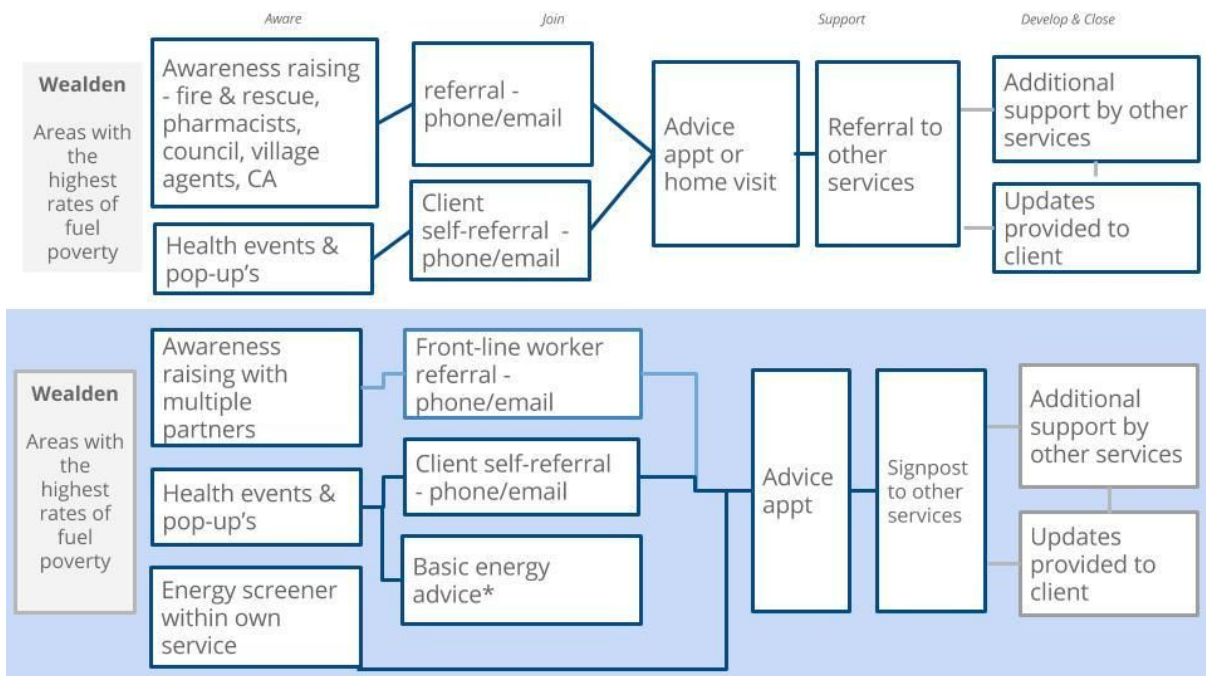 Aware
Join
Support
Develop & Close
Wealden
Areas with
the
highest
rates of
fuel
poverty
Awareness raising
- fire & rescue,
pharmacists,
council, village
agents, CA
Health events &
pop-up’s
referral -
phone/email
Client
self-referral -
phone/email
Advice
appt or
home visit
Referral to
other
services
Additional
support by other
services
Updates
provided to
client
Wealden
Areas with
the
highest
rates of
fuel
poverty
Awareness
raising with
multiple
partners
Health events &
pop-up’s
Energy screener
within own
service
Front-line worker
referral -
phone/email
Client self-referral
- phone/email
Basic energy
advice*
Advice
appt
Signpost
to other
services
Additional
support by
other services
Updates
provided to
client